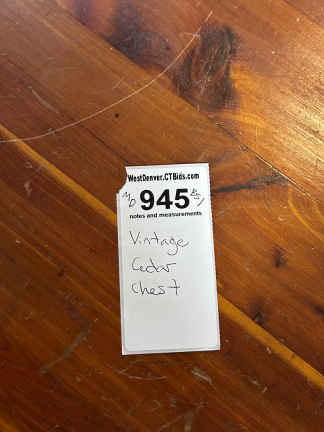 WestDenver.CTBids.com
945
notes and measurements
Vintage
Cedar
Chest